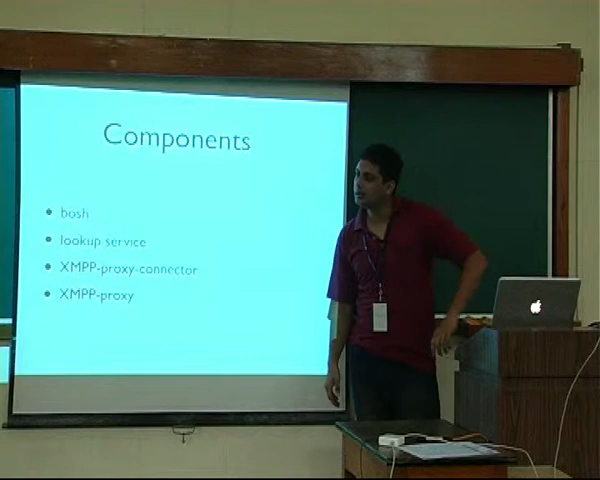 Components
bosh
lookup service
XMPP-proxy-connector
XMPP-proxy